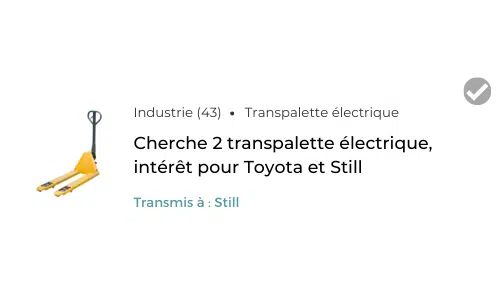 Industrie (43) • Transpalette électrique
Cherche 2 transpalette électrique,
intérêt pour Toyota et Still
Transmis à : Still